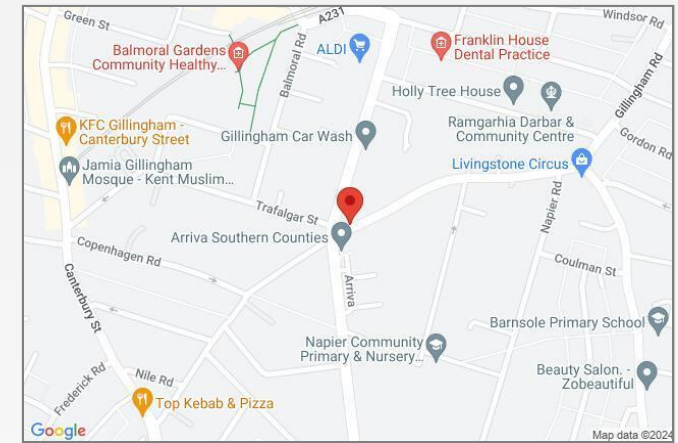 Green St
A231
Windsor Rd
Balmoral Gardens
Community Healthy...
Balmoral Rd
ALDI
Franklin House
Dental Practice
Gillingham Rd
Holly Tree House
KFC Gillingham -
Canterbury Street
Gillingham Car Wash
Ramgarhia Darbar &
Community Centre
Gordon Rd
Jamia Gillingham
Mosque - Kent Muslim...
Livingstone Circus
Napier Rd
Trafalgar St
Arriva Southern Counties
Copenhagen Rd
Coulman St
Canterbury St
Arriva
Barnsole Primary School
Napier Community
Primary & Nursery...
Frederick Rd
Nile Rd
Beauty Salon. -
Zobeautiful
Top Kebab & Pizza
Google
Map data ©2024